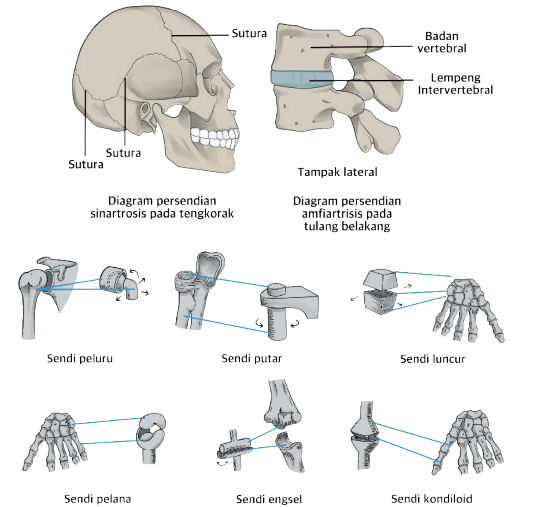 Sutura
Badan
vertebral
Lempeng
Intervertebral
Sutura
Sutura
Tampak lateral
Diagram persendian
sinartrosis pada tengkorak
Diagram persendian
amfiartrisis pada
tulang belakang
Sendi peluru
Sendi putar
Sendi luncur
Sendi pelana
Sendi engsel
Sendi kondiloid